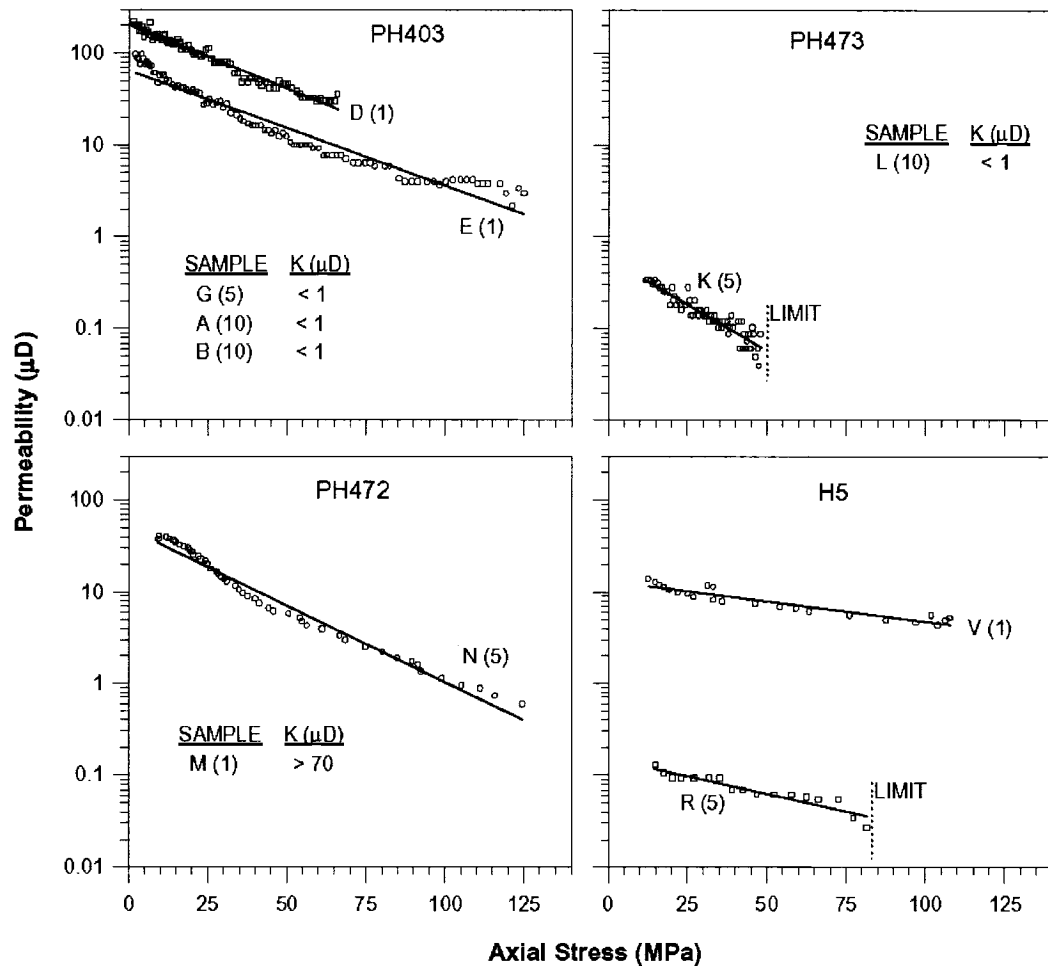 PH403
100
D (1)
10
1
E (1)
SAMPLE K (μD)
G (5) < 1
A (10) < 1
B (10) < 1
0.1
0.01
PH473
SAMPLE K (μD)
L (10) < 1
K (5)
LIMIT
Permeability (μD)
PH472
100
10
N (5)
1
SAMPLE K (μD)
M (1) > 70
0.1
0.01
0 25 50 75 100 125
H5
V (1)
R (5)
LIMIT
25 50 75 100 125
Axial Stress (MPa)